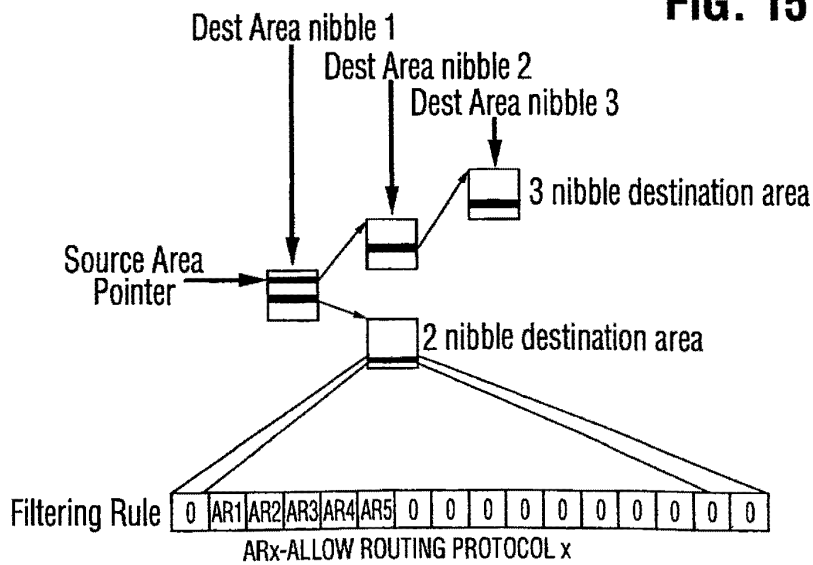 FIG. 15
Dest Area nibble 1
Dest Area nibble 2
Dest Area nibble 3
3 nibble destination area
Source Area
Pointer
2 nibble destination area
Filtering Rule 0 AR1 AR2 AR3 AR4 AR5 0 0 0 0 0 0 0 0 0 0
ARx-ALLOW ROUTING PROTOCOL x